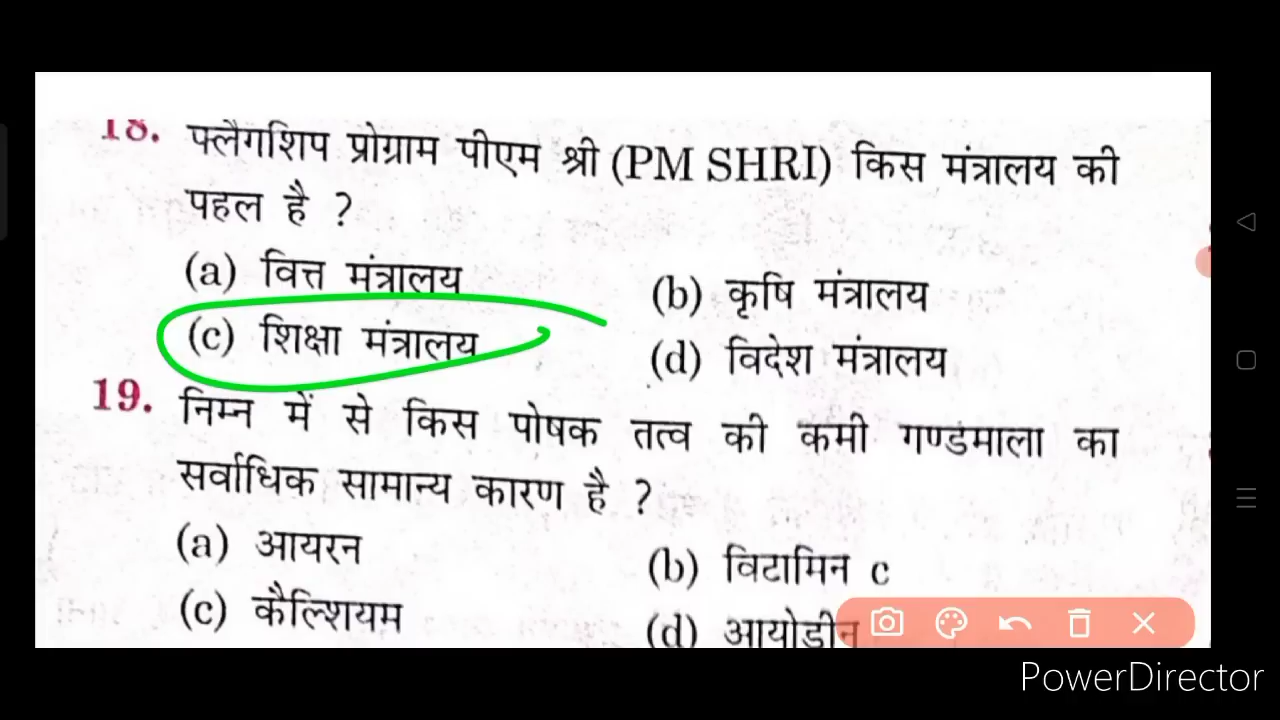 18. फ्लैगशिप प्रोग्राम पीएम श्री (PM SHRI) किस मंत्रालय की
पहल है ?
(a) वित्त मंत्रालय (b) कृषि मंत्रालय
(c) शिक्षा मंत्रालय (d) विदेश मंत्रालय
19. निम्न में से किस पोषक तत्व की कमी गण्डमाला का
सर्वाधिक सामान्य कारण है ?
(a) आयरन (b) विटामिन c
(c) कैल्शियम (d) आयोडीन
PowerDirector